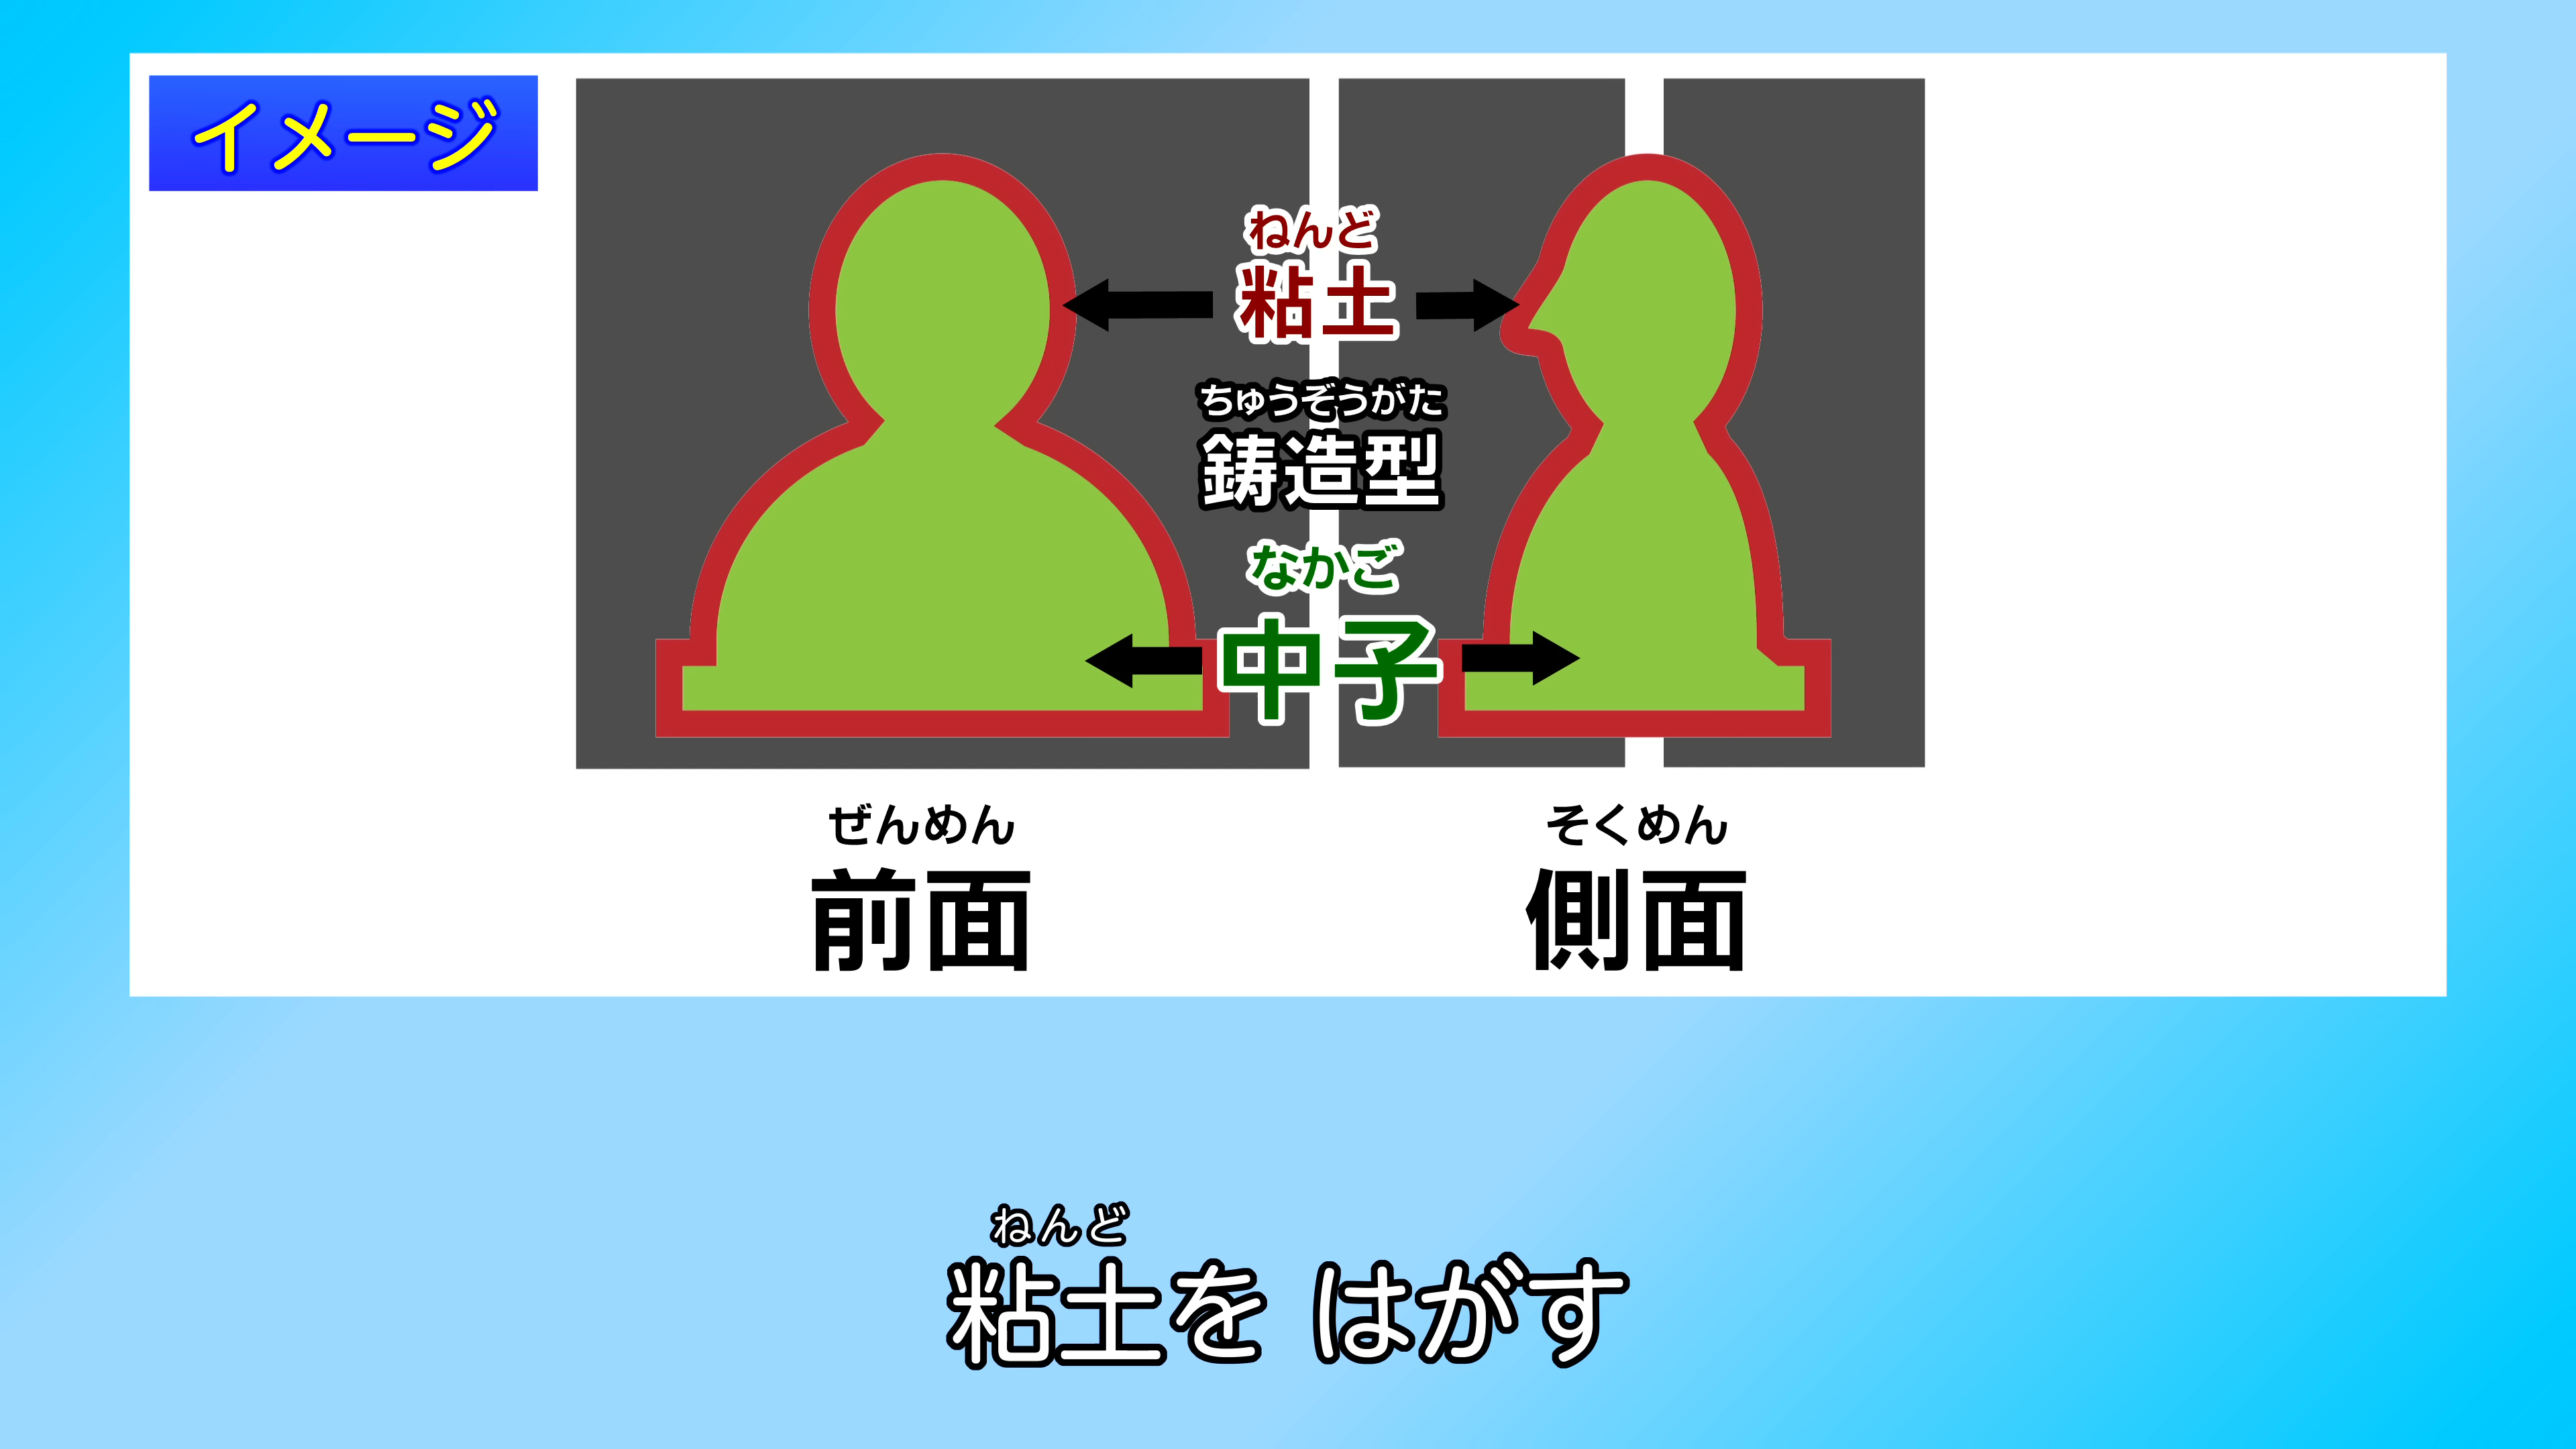 イメージ
ねんど
粘土
ちゅうぞうがた
鋳造型
なかご
中子
ぜんめん
前面
そくめん
側面
ねんど
粘土を はがす